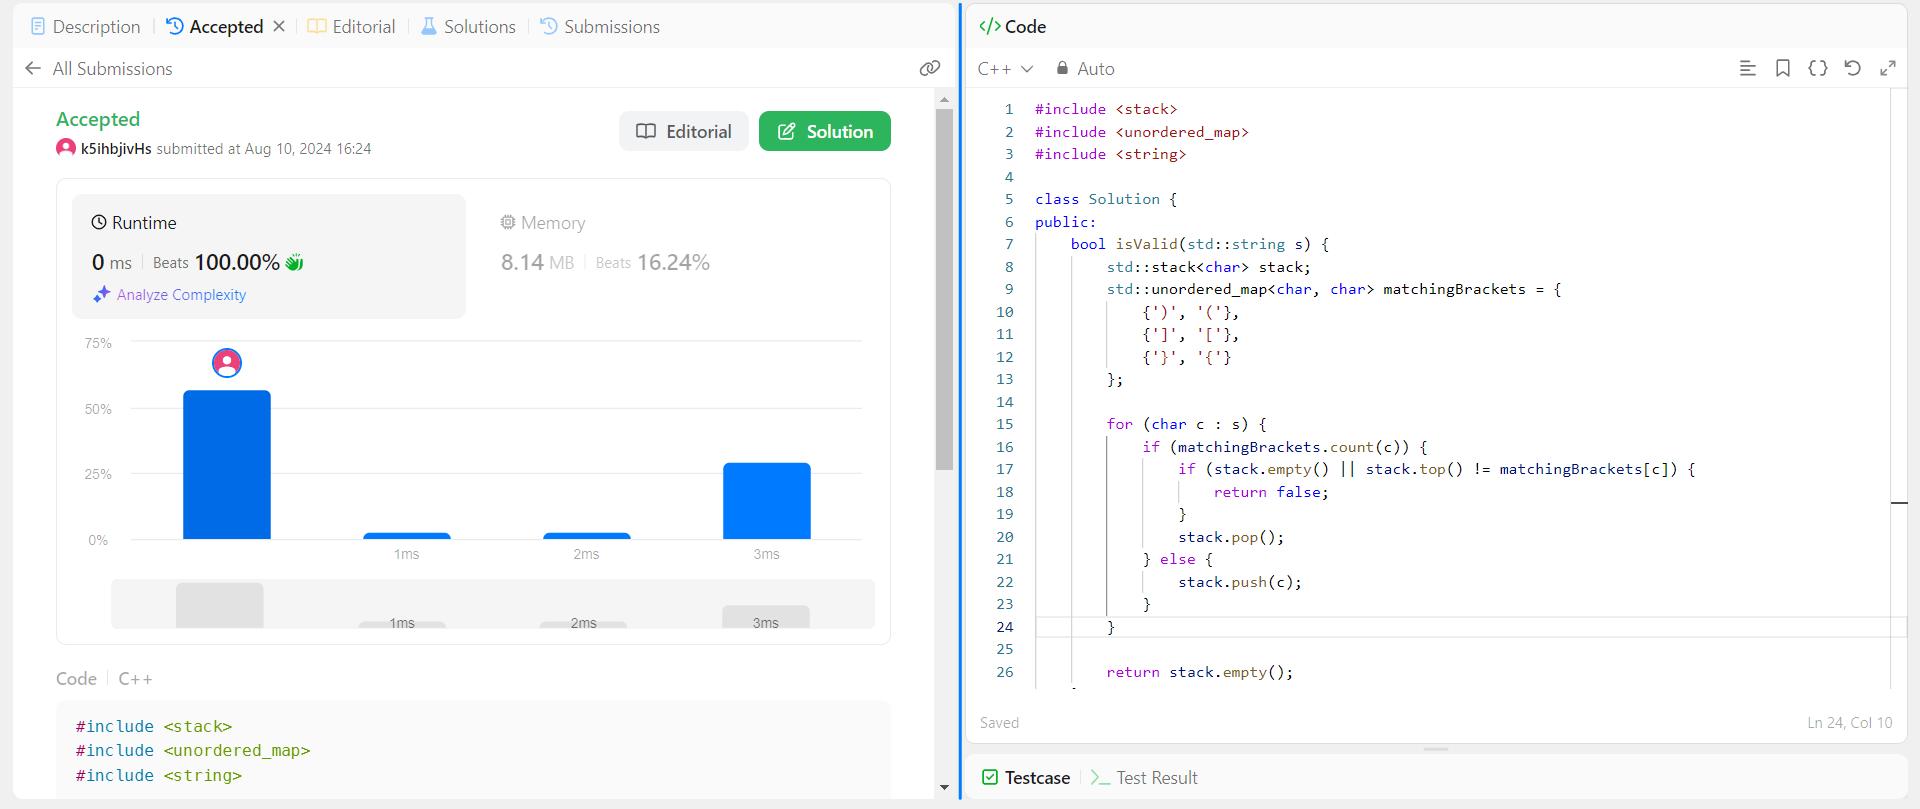 Description
Accepted
Editorial
Solutions
Submissions
All Submissions
Accepted
k5ihbjivHs submitted at Aug 10, 2024 16:24
Editorial
Solution
Runtime
0 ms
Beats 100.00%
Analyze Complexity
Memory
8.14 MB
Beats 16.24%
75%
50%
25%
0%
1ms
2ms
3ms
1ms
2ms
3ms
Code
C++
#include <stack>
#include <unordered_map>
#include <string>
</> Code
C++
Auto
1 #include <stack>
2 #include <unordered_map>
3 #include <string>
4
5 class Solution {
6 public:
7     bool isValid(std::string s) {
8         std::stack<char> stack;
9         std::unordered_map<char, char> matchingBrackets = {
10             {')', '('},
11             {']', '['},
12             {'}', '{'}
13         };
14
15         for (char c : s) {
16             if (matchingBrackets.count(c)) {
17                 if (stack.empty() || stack.top() != matchingBrackets[c]) {
18                     return false;
19                 }
20                 stack.pop();
21             } else {
22                 stack.push(c);
23             }
24         }
25
26         return stack.empty();
Saved
Ln 24, Col 10
Testcase
Test Result